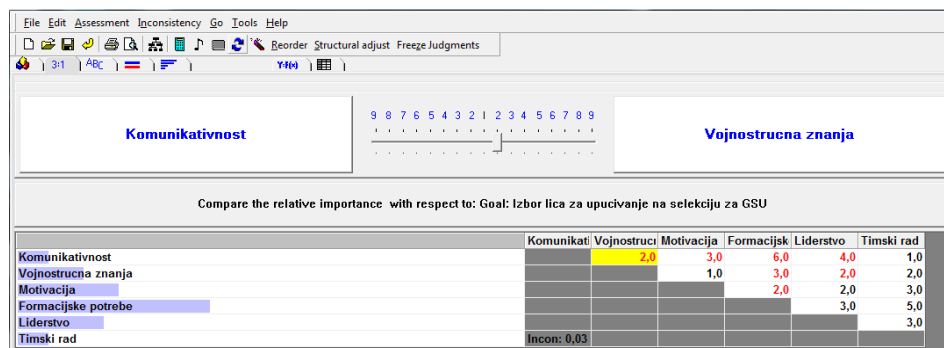 File Edit Assessment Inconsistency Go Tools Help
Reorder Structural adjust Freeze Judgments
3:1 ABC Y=f(x)
Komunikativnost
9 8 7 6 5 4 3 2 1 2 3 4 5 6 7 8 9
Vojnostrucna znanja
Compare the relative importance with respect to: Goal: Izbor lica za upucivanje na selekciju za GSU
Komunikati Vojnostruci Motivacija Formacijsk Liderstvo Timski rad
Komunikativnost 2,0 3,0 6,0 4,0 1,0
Vojnostrucna znanja 1,0 3,0 2,0 2,0
Motivacija 2,0 2,0 3,0
Formacijske potrebe 3,0 5,0
Liderstvo 3,0
Timski rad Incon: 0,03